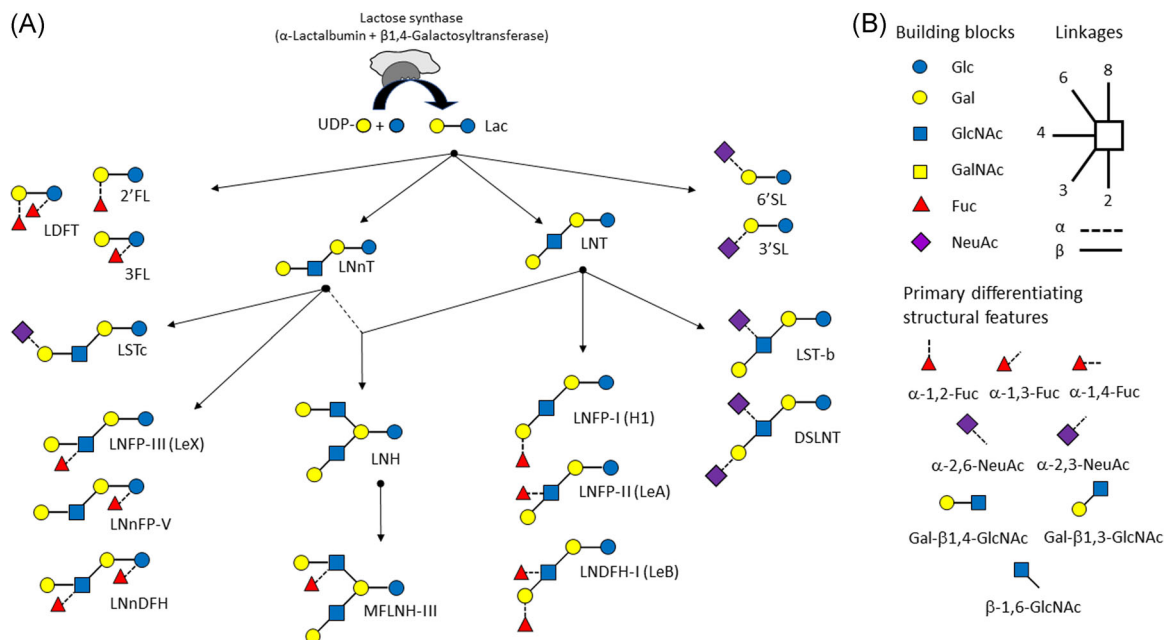 (A)
Lactose synthase
(α-Lactalbumin + β1,4-Galactosyltransferase)
UDP- + Lac
2'FL
LDFT
3FL
6'SL
3'SL
LNnT
LNT
LSTc
LST-b
LNFP-III (LeX)
LNH
LNFP-I (H1)
DSLNT
LNFP-II (LeA)
LNnFP-V
LNnDFH
MFLNH-III
LNDFH-I (LeB)
(B)
Building blocks
Glc
Gal
GlcNAc
GalNAc
Fuc
NeuAc
Linkages
6 8
4
3 2
α
β
Primary differentiating
structural features
α-1,2-Fuc α-1,3-Fuc α-1,4-Fuc
α-2,6-NeuAc α-2,3-NeuAc
Gal-β1,4-GlcNAc Gal-β1,3-GlcNAc
β-1,6-GlcNAc